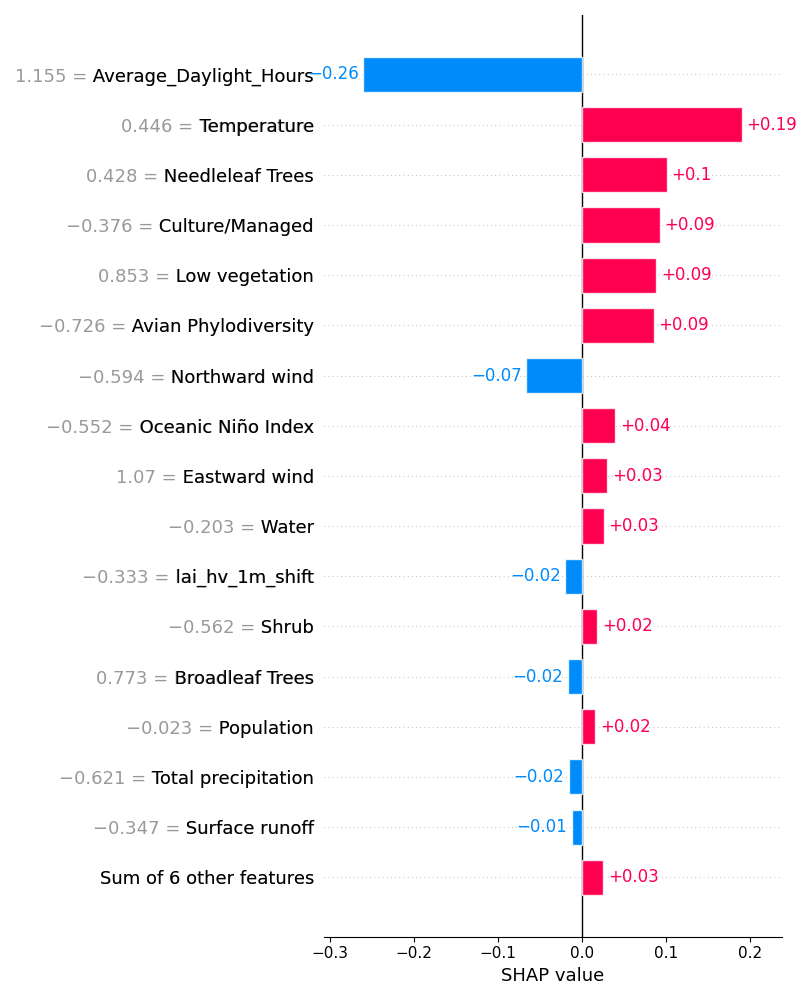 1.155 = Average_Daylight_Hours −0.26
0.446 = Temperature +0.19
0.428 = Needleleaf Trees +0.1
−0.376 = Culture/Managed +0.09
0.853 = Low vegetation +0.09
−0.726 = Avian Phylodiversity +0.09
−0.594 = Northward wind −0.07
−0.552 = Oceanic Niño Index +0.04
1.07 = Eastward wind +0.03
−0.203 = Water +0.03
−0.333 = lai_hv_1m_shift −0.02
−0.562 = Shrub +0.02
0.773 = Broadleaf Trees −0.02
−0.023 = Population +0.02
−0.621 = Total precipitation −0.02
−0.347 = Surface runoff −0.01
Sum of 6 other features +0.03
−0.3 −0.2 −0.1 0.0 0.1 0.2
SHAP value